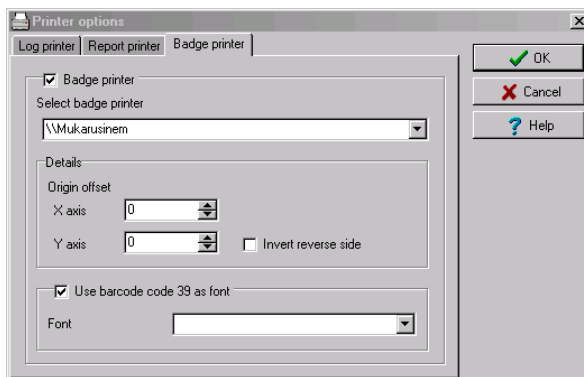 Printer options
Log printer Report printer Badge printer
OK
Cancel
Help
Badge printer
Select badge printer
\\Mukarusinem
Details
Origin offset
X axis 0
Y axis 0 Invert reverse side
Use barcode code 39 as font
Font